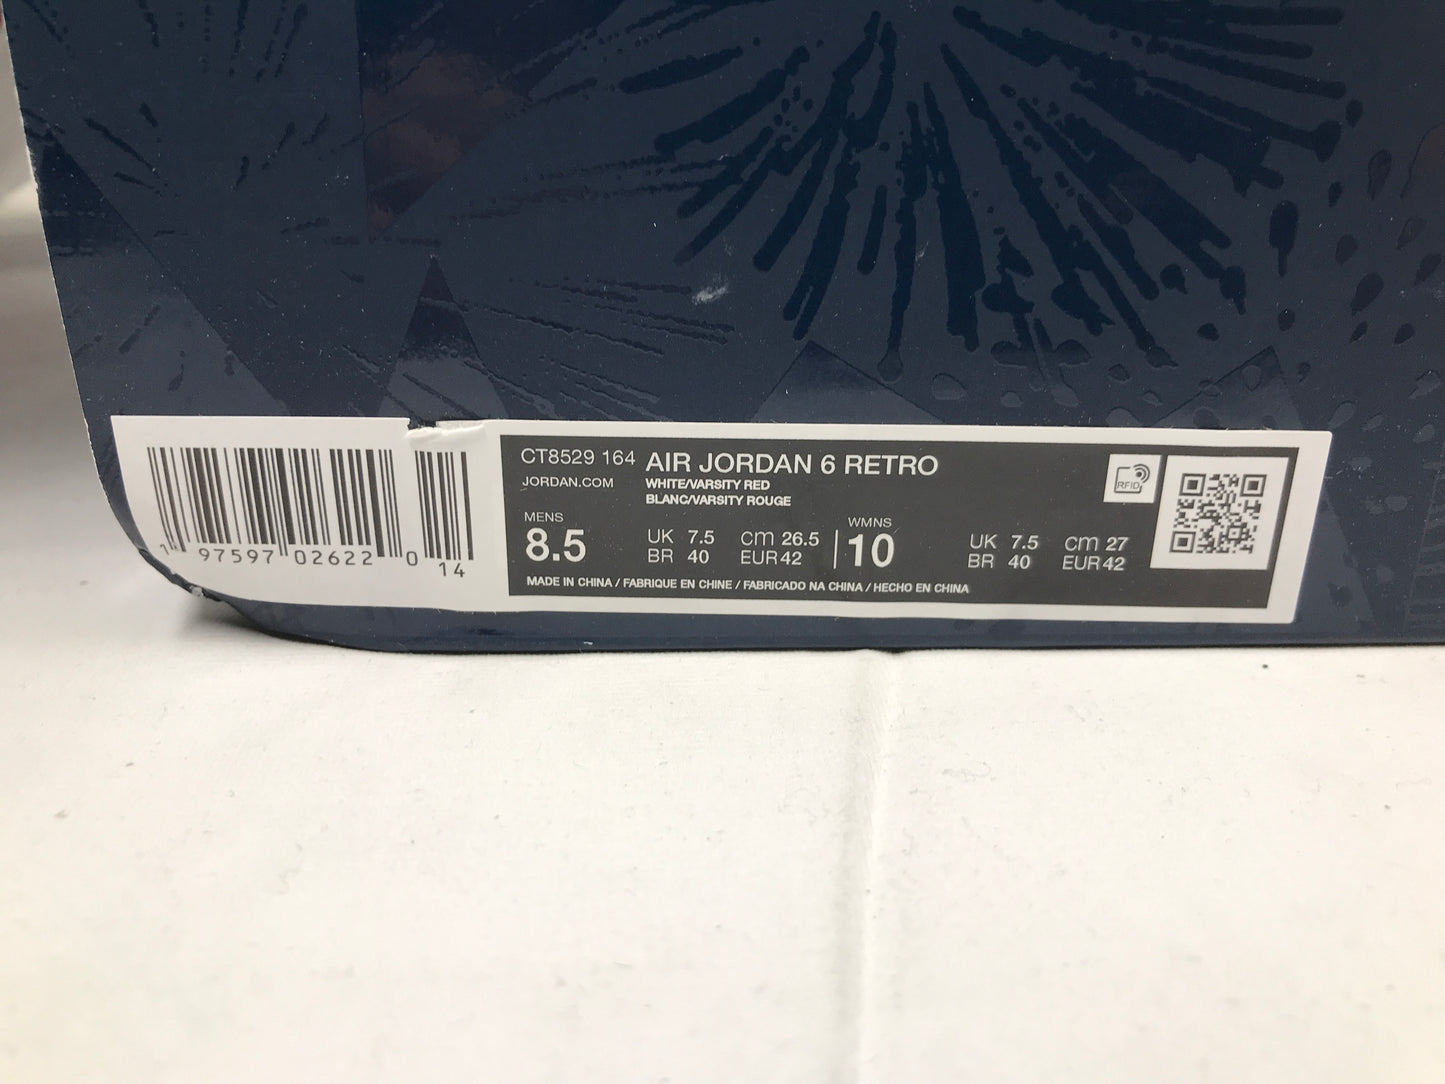 CT8529 164 AIR JORDAN 6 RETRO
JORDAN.COM WHITE/VARSITY RED
BLANC/VARSITY ROUGE
RFID
MENS
8.5 UK 7.5 cm 26.5
BR 40 EUR 42
WMNS
10 UK 7.5 cm 27
BR 40 EUR 42
MADE IN CHINA / FABRIQUE EN CHINE / FABRICADO NA CHINA / HECHO EN CHINA
1 97597 02622 0
14